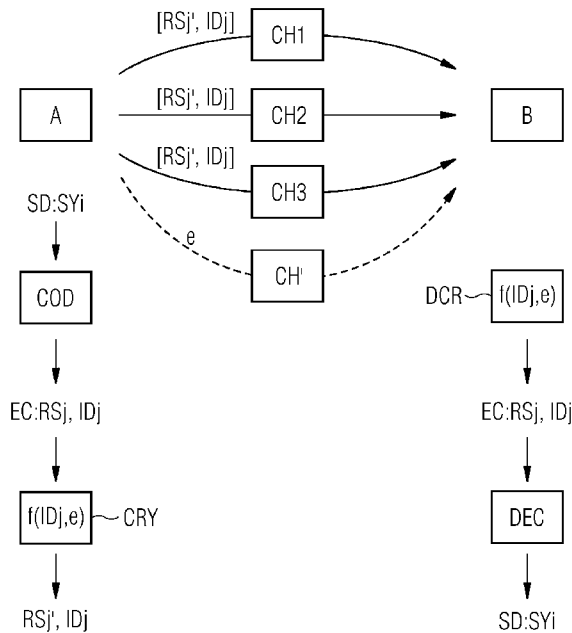 [RSj', IDj]
CH1
A
[RSj', IDj]
CH2
B
[RSj', IDj]
CH3
SD:SYi
e
CH'
COD
DCR
f(IDj,e)
EC:RSj, IDj
EC:RSj, IDj
f(IDj,e)
CRY
DEC
RSj', IDj
SD:SYi